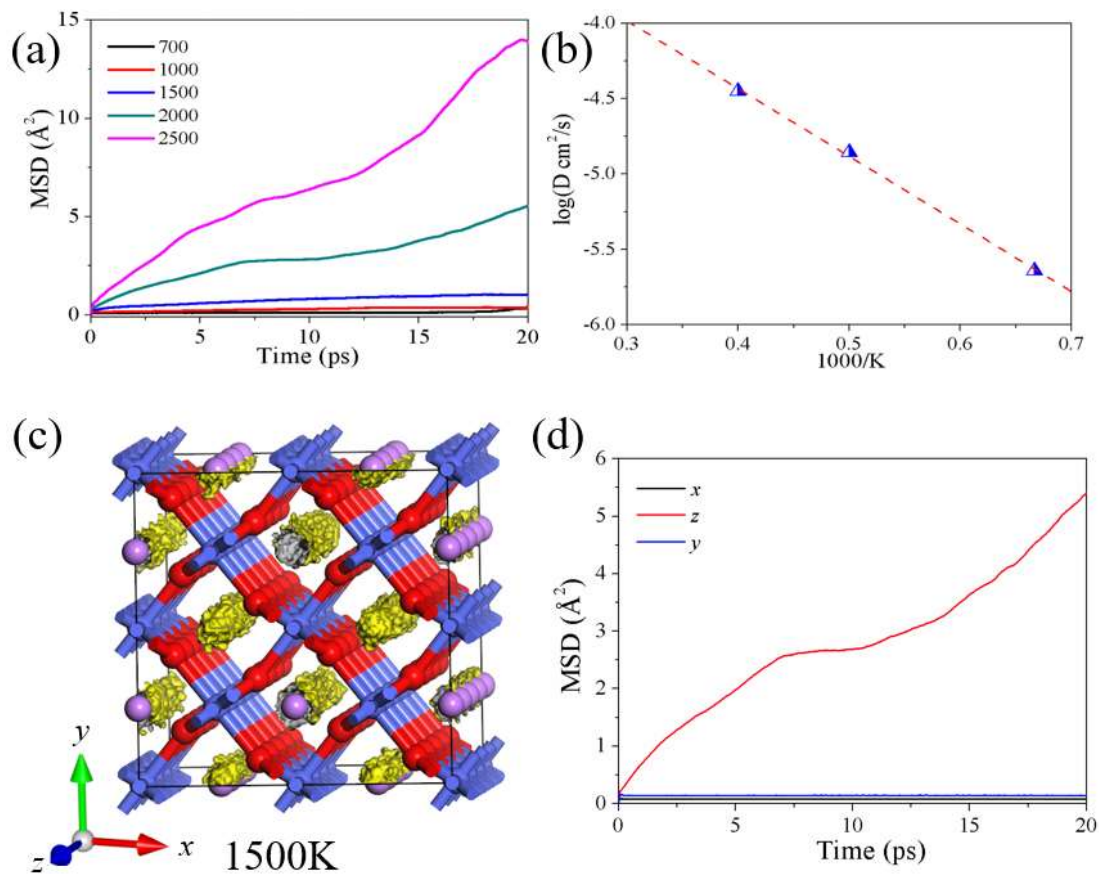 (a)
15
10
5
0
MSD (Å²)
700
1000
1500
2000
2500
0 5 10 15 20
Time (ps)
(b)
-4.0
-4.5
-5.0
-5.5
-6.0
log(D cm²/s)
0.3 0.4 0.5 0.6 0.7
1000/K
(c)
y
z
x
1500K
(d)
6
5
4
3
2
1
0
MSD (Å²)
x
z
y
0 5 10 15 20
Time (ps)